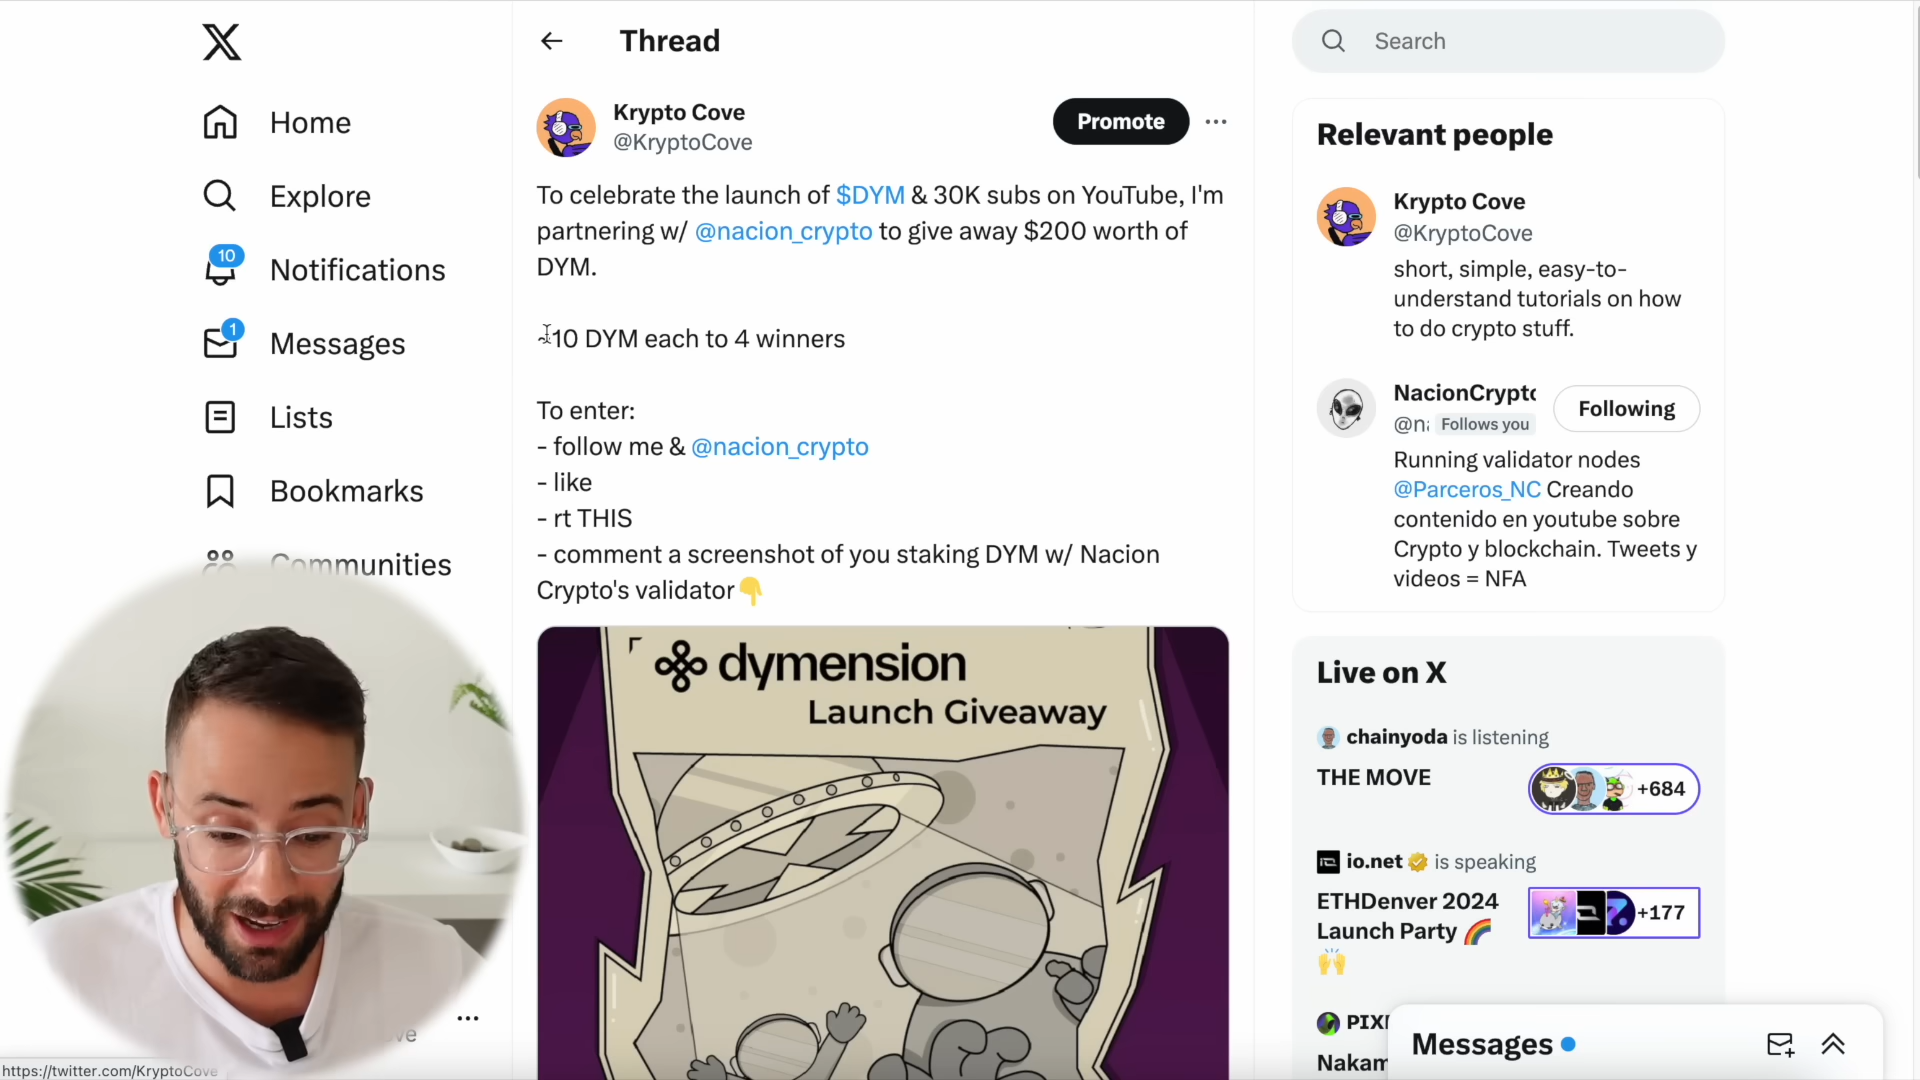 Home
Explore
10
Notifications
1
Messages
Lists
Bookmarks
Communities
https://twitter.com/KryptoCove
Thread
Krypto Cove
@KryptoCove
Promote
To celebrate the launch of $DYM & 30K subs on YouTube, I'm
partnering w/ @nacion_crypto to give away $200 worth of
DYM.
~10 DYM each to 4 winners
To enter:
- follow me & @nacion_crypto
- like
- rt THIS
- comment a screenshot of you staking DYM w/ Nacion
Crypto's validator👇
dymension
Launch Giveaway
Search
Relevant people
Krypto Cove
@KryptoCove
short, simple, easy-to-
understand tutorials on how
to do crypto stuff.
NacionCrypto
Following
Follows you
Running validator nodes
@Parceros_NC Creando
contenido en youtube sobre
Crypto y blockchain. Tweets y
videos = NFA
Live on X
chainyoda is listening
THE MOVE
+684
io.net is speaking
ETHDenver 2024
Launch Party 🌈
🙌
+177
Messages